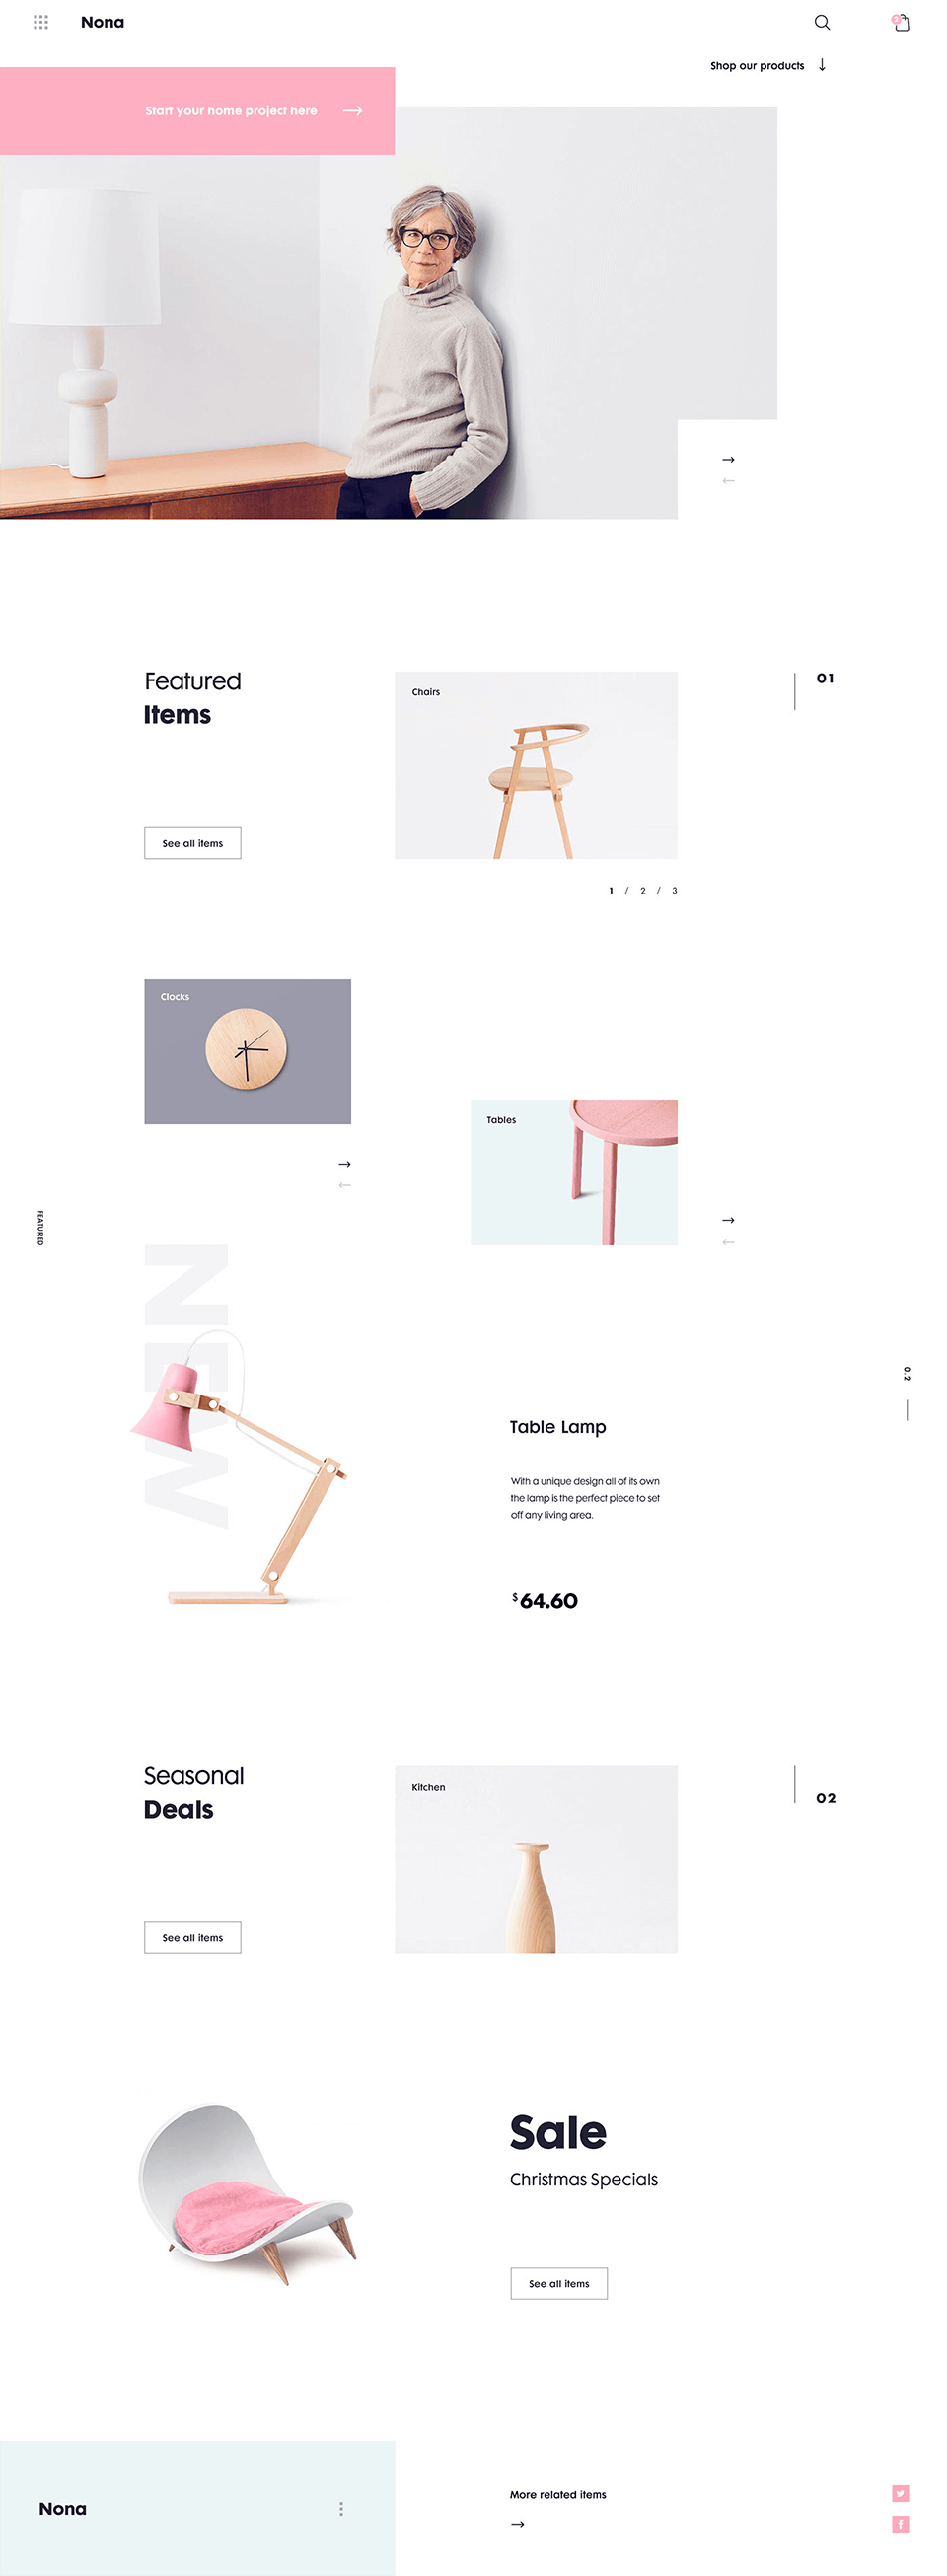 Nona
2
Shop our products
Start your home project here
Featured
Items
Chairs
01
See all items
1 / 2 / 3
Clocks
Tables
FEATURED
NEW
0.2
Table Lamp
With a unique design all of its own
the lamp is the perfect piece to set
off any living area.
$64.60
Seasonal
Deals
Kitchen
02
See all items
Sale
Christmas Specials
See all items
Nona
More related items